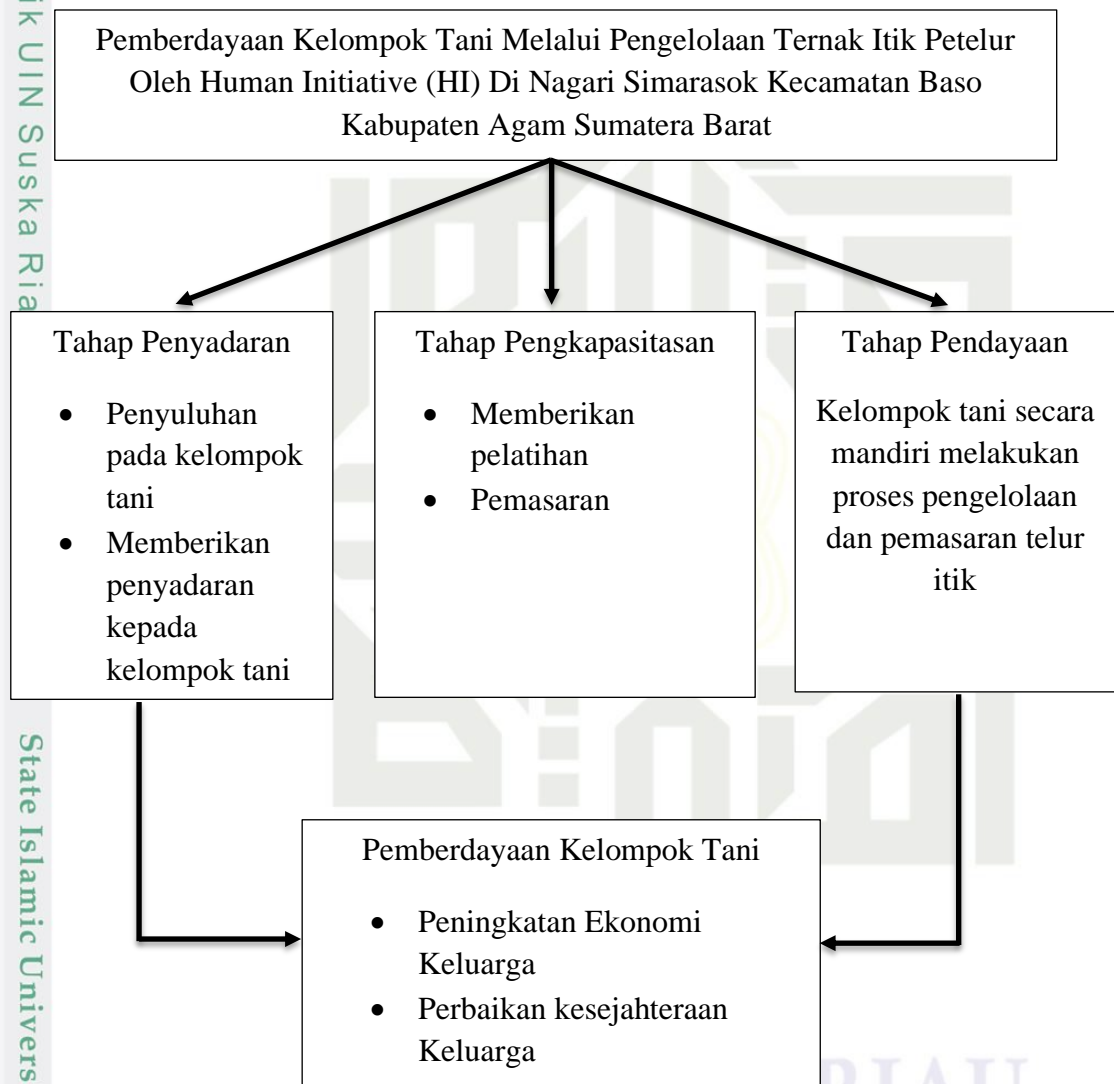 Pemberdayaan Kelompok Tani Melalui Pengelolaan Ternak Itik Petelur
Oleh Human Initiative (HI) Di Nagari Simarasok Kecamatan Baso
Kabupaten Agam Sumatera Barat
Tahap Penyadaran
• Penyuluhan
pada kelompok
tani
• Memberikan
penyadaran
kepada
kelompok tani
Tahap Pengkapasitasan
• Memberikan
pelatihan
• Pemasaran
Tahap Pendayaan
Kelompok tani secara
mandiri melakukan
proses pengelolaan
dan pemasaran telur
itik
Pemberdayaan Kelompok Tani
• Peningkatan Ekonomi
Keluarga
• Perbaikan kesejahteraan
Keluarga
UIN Suska
State Islamic
RIAU